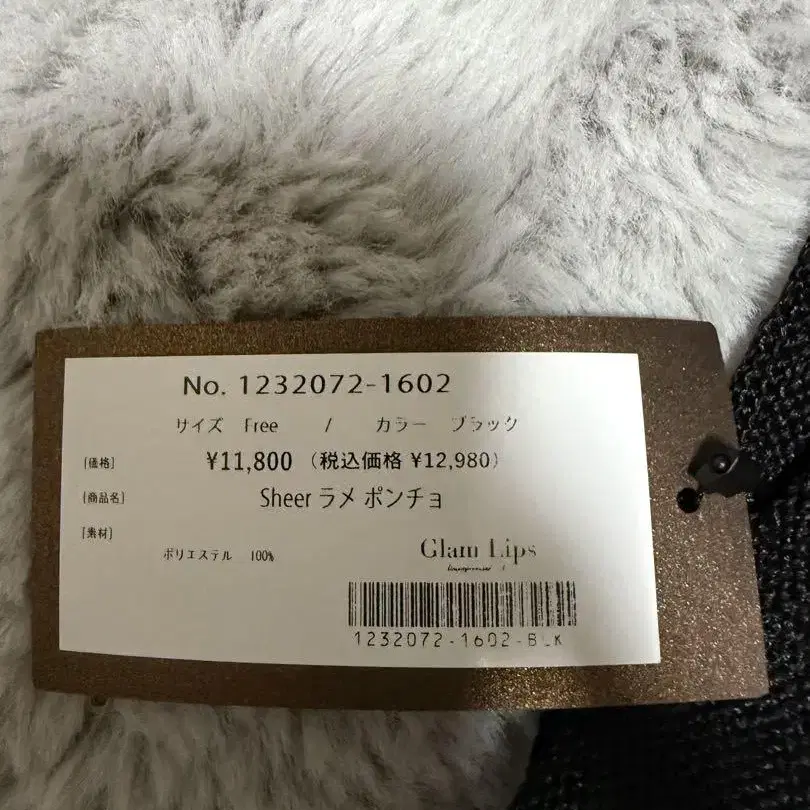 No. 1232072-1602
サイズ Free / カラー ブラック
[価格] ¥11,800 (税込価格 ¥12,980)
[商品名] Sheer ラメ ポンチョ
[素材]
ポリエステル 100%
Glam Lips
1232072-1602-BLK